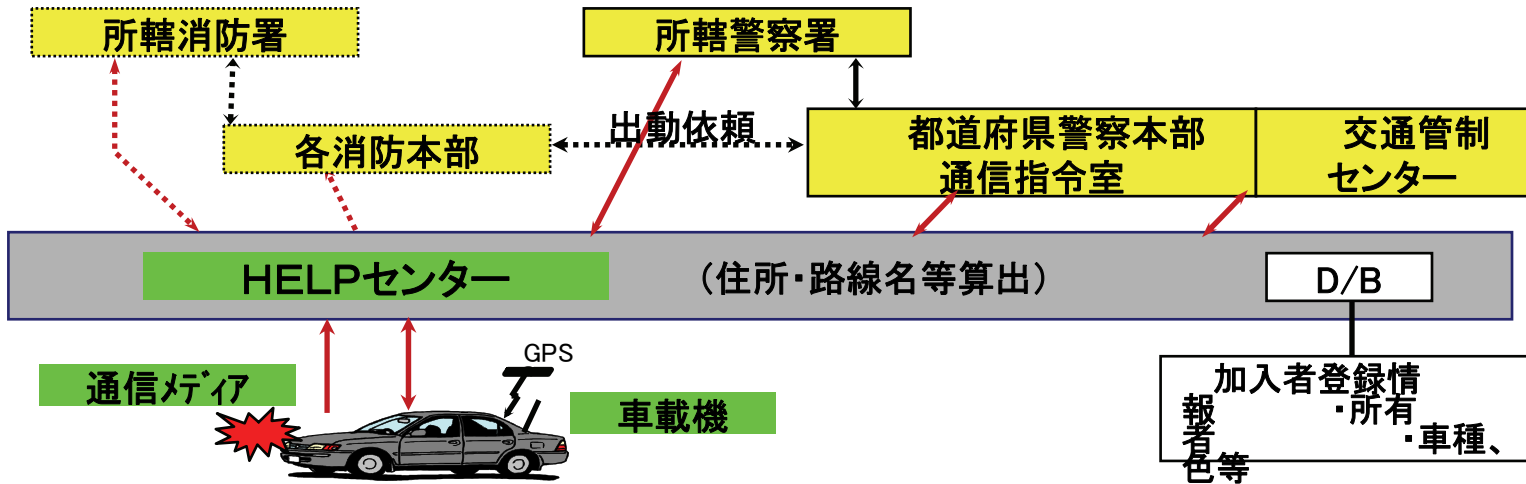 所轄消防署
所轄警察署
各消防本部
出動依頼
都道府県警察本部
通信指令室
交通管制
センター
HELPセンター
(住所・路線名等算出)
D/B
通信メディア
GPS
車載機
加入者登録情
報
・所有
者
・車種、
色等